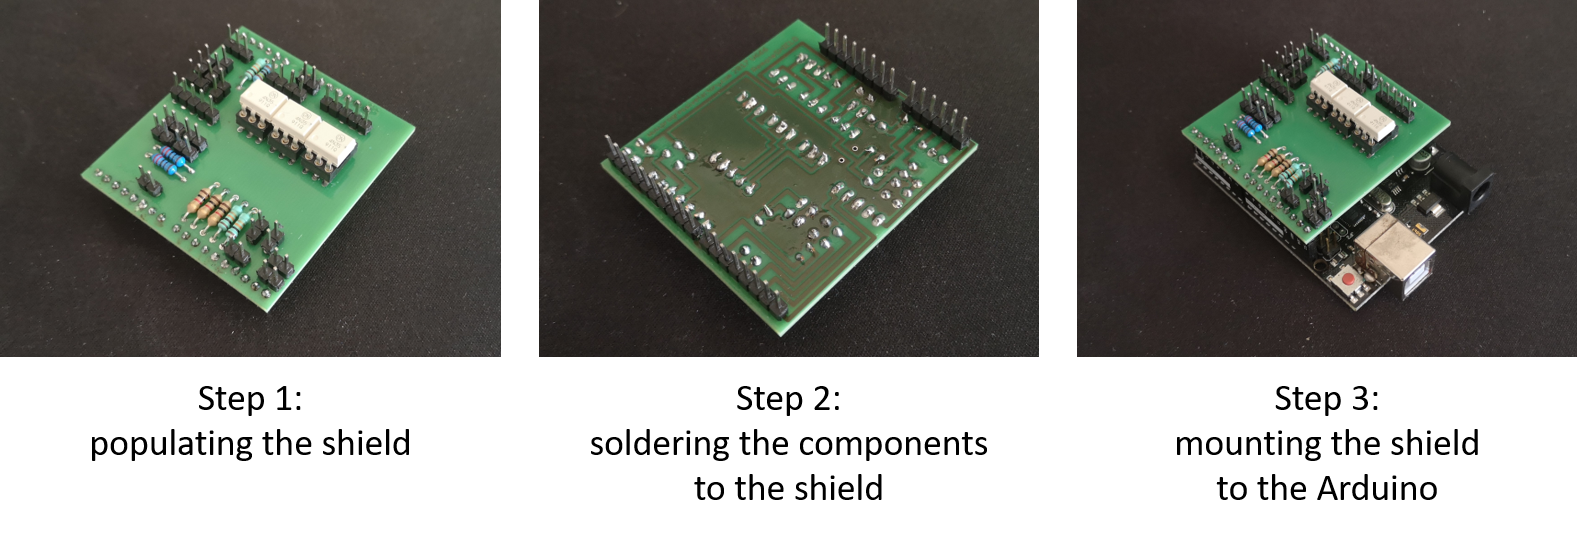 Step 1:
populating the shield
Step 2:
soldering the components
to the shield
Step 3:
mounting the shield
to the Arduino